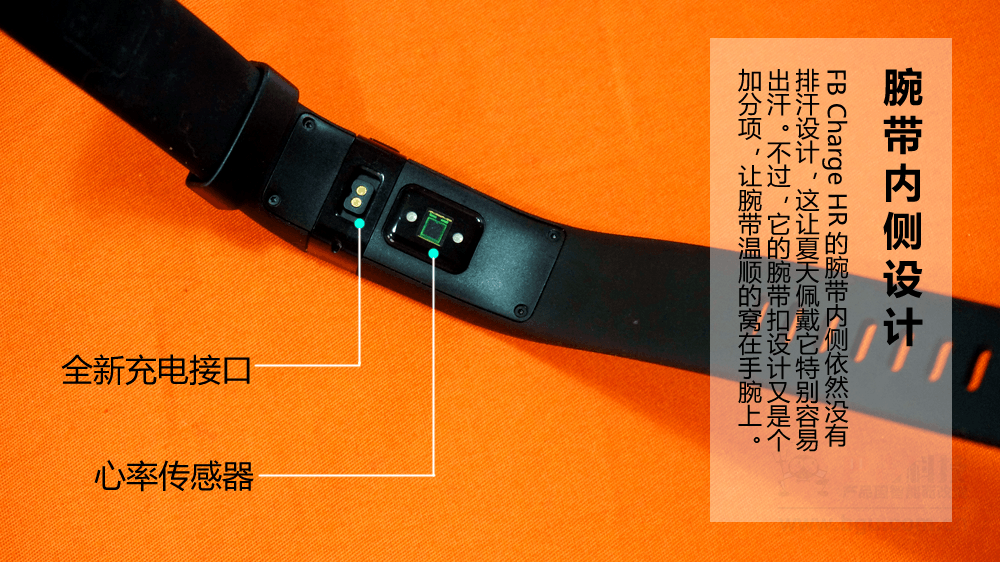 腕带内侧设计
FB Charge HR 的腕带内侧依然没有
排汗设计，这让夏天佩戴它特别容易
出汗。不过，它的腕带扣设计又是个
加分项，让腕带温顺的窝在手腕上。
全新充电接口
心率传感器